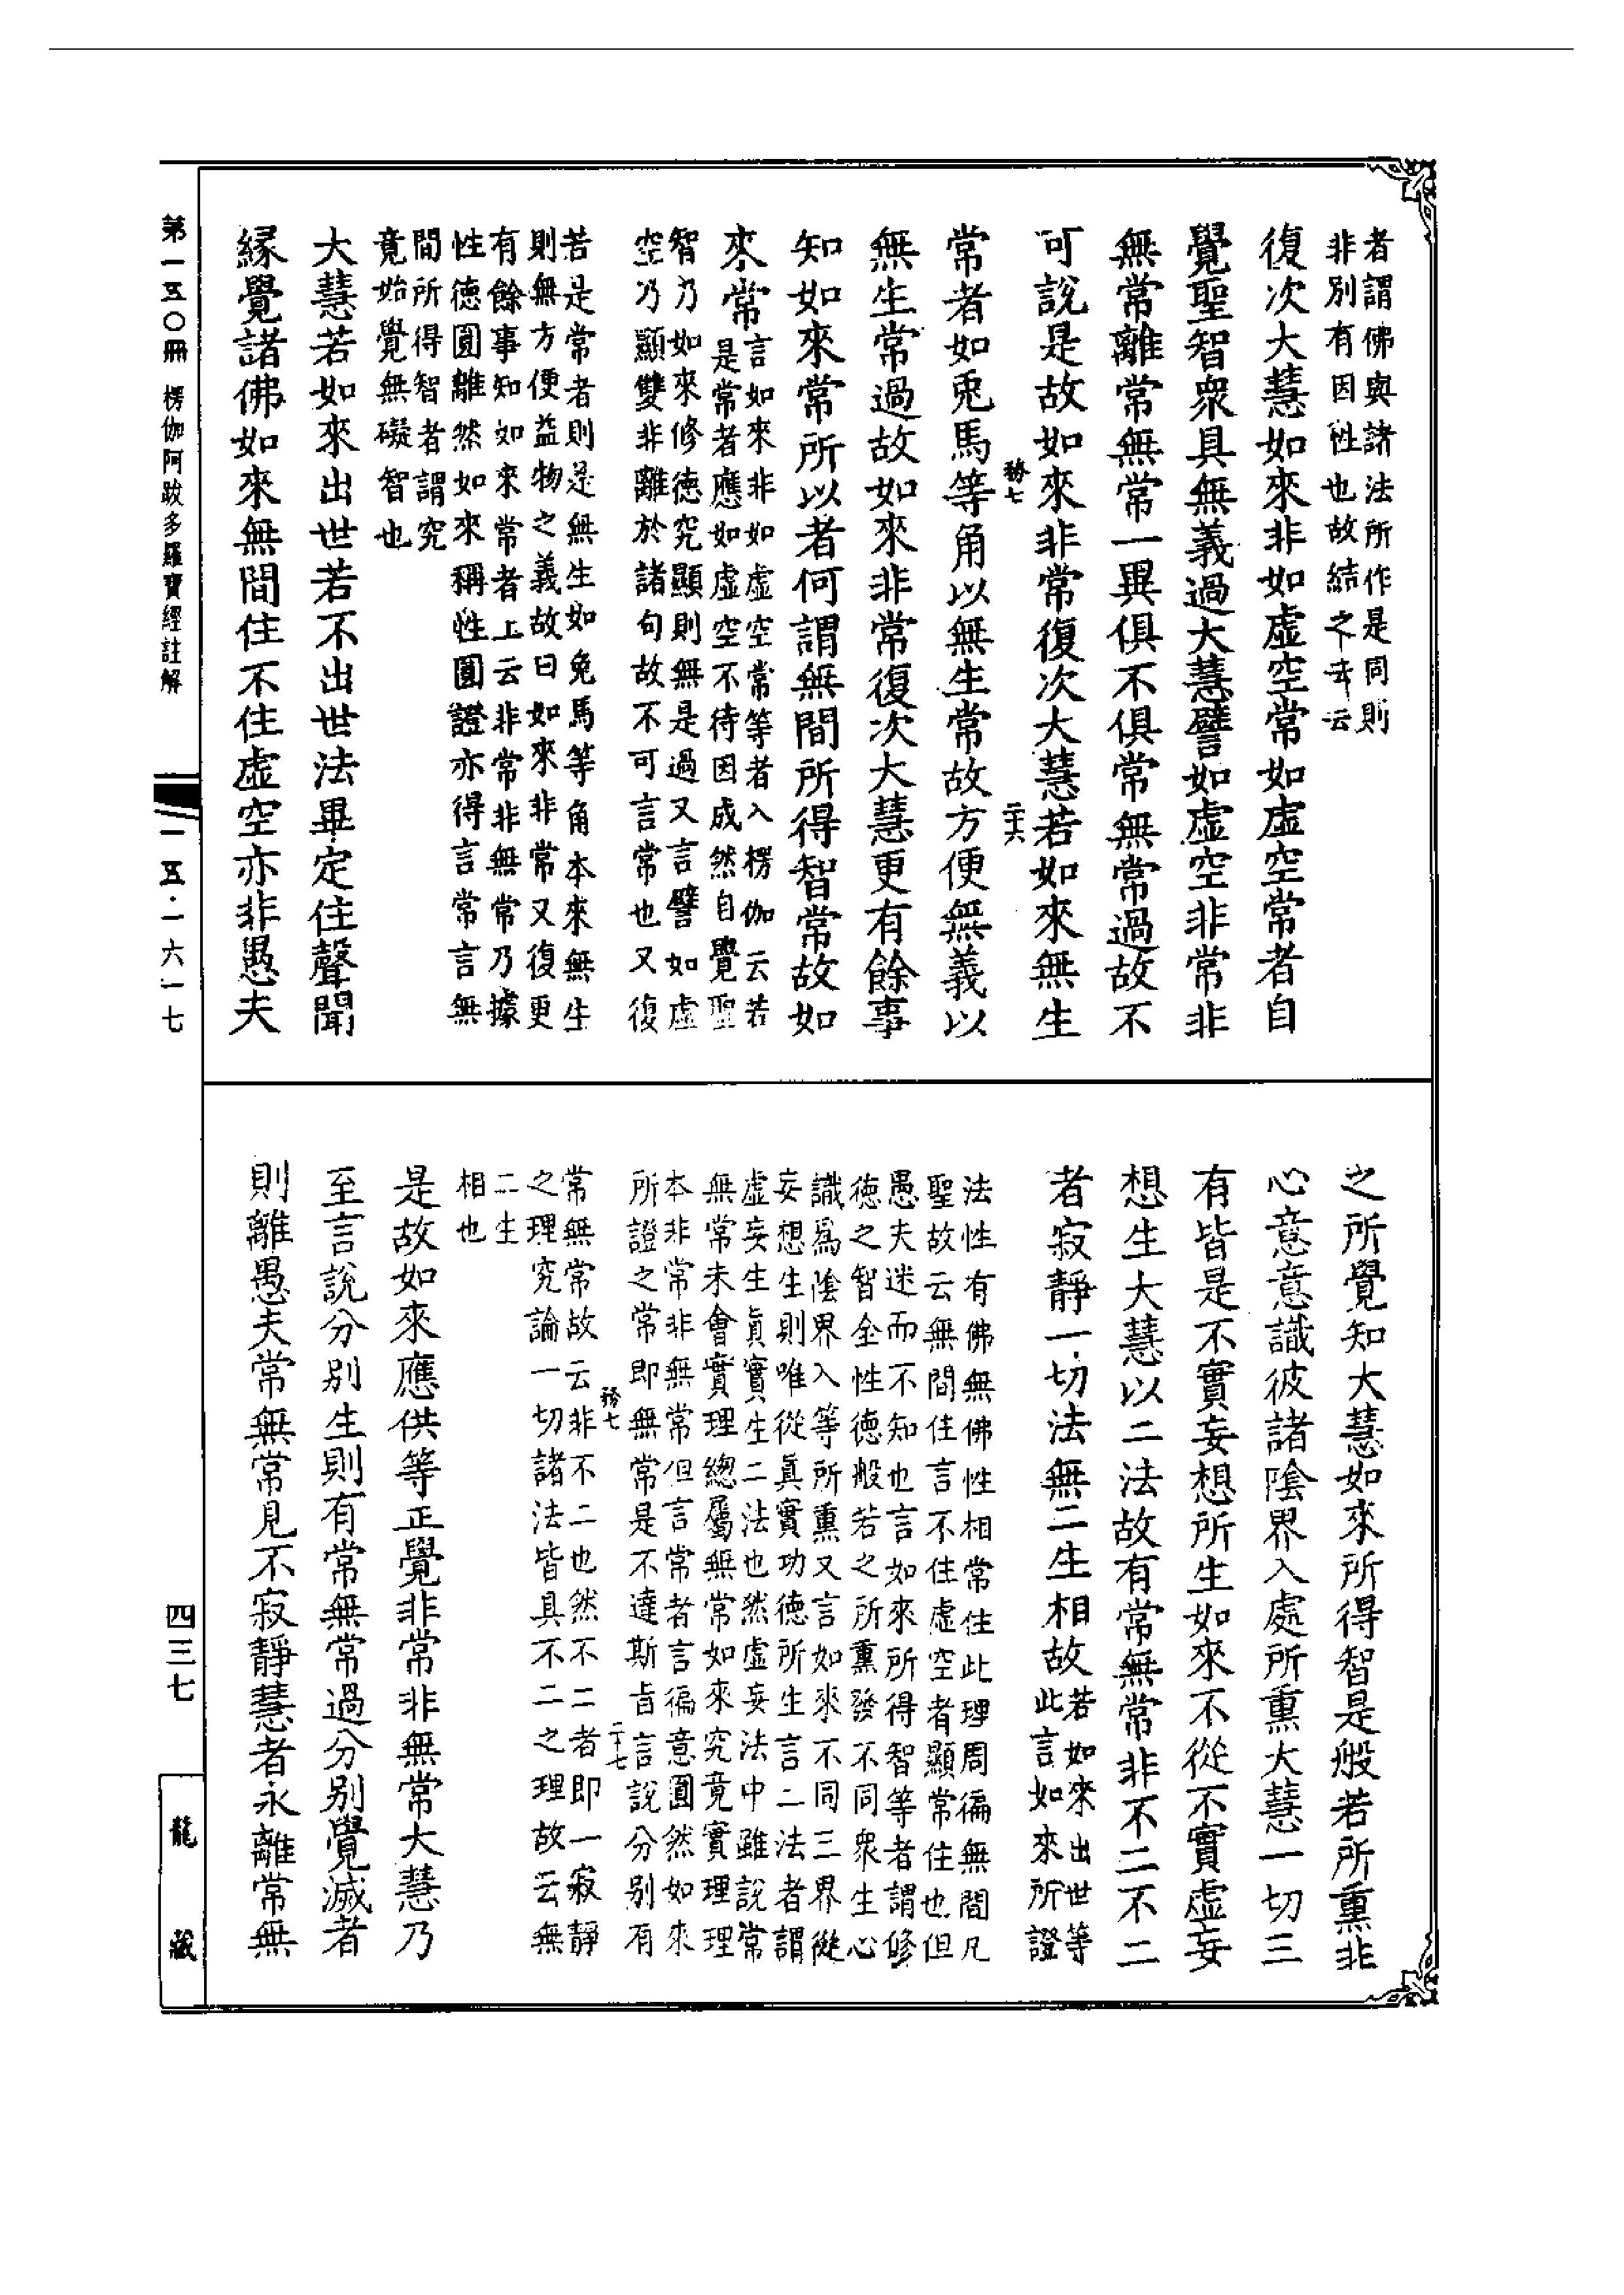 者謂佛與諸法所作是同則
非別有因性也故結之云云
復次大慧如來非如虛空常如虛空常者自
覺聖智衆具無義過大慧譬如虛空非常非
無常離常無常一異俱不俱常無常過故不
可說是故如來非常復次大慧若如來無生
務七
二十六
常者如兎馬等角以無生常故方便無義以
無生常過故如來非常復次大慧更有餘事
知如來常所以者何謂無間所得智常故如
來常
言如來非如虛空常等者入楞伽云若
是常者應如虛空不待因成然自覺聖
智乃如來修德究顯則無是過又言譬如虛
空乃顯雙非離於諸句故不可言常也又復
若是常者則是無生如兔馬等角本來無生
則無方便益物之義故曰如來非常又復更
有餘事知如來常者上云非常非無常乃據
性德圓離然如來稱性圓證亦得言常言無
間所得智者謂究
竟始覺無礙智也
大慧若如來出世若不出世法畢定住聲聞
緣覺諸佛如來無間住不住虛空亦非愚夫
第一五〇冊 楞伽阿跋多羅寶經註解
一五·一六一七
之所覺知大慧如來所得智是般若所熏非
心意意識彼諸陰界入處所熏大慧一切三
有皆是不實妄想所生如來不從不實虛妄
想生大慧以二法故有常無常非不二不二
者寂靜一切法無二生相故
若如來出世等
此言如來所證
法性有佛無佛性相常住此理周徧無間凡
聖故云無間住言不住虛空者顯常住也但
愚夫迷而不知也言如來所得智等者謂修
德之智全性德般若之所熏發不同衆生心
識爲陰界入等所熏又言如來不同三界從
妄想生則唯從眞實功德所生言二法者謂
虛妄生眞實生二法也然虛妄法中雖說常
無常未會實理總屬無常如來究竟實理理
本非常非無常但言常者言徧意圓然如來
所證之常即無常是不達斯旨言說分別有
務七
二十七
常無常故云非不二也然不二者即一寂靜
之理究論一切諸法皆具不二之理故云無
二生
相也
是故如來應供等正覺非常非無常大慧乃
至言說分別生則有常無常過分別覺滅者
則離愚夫常無常見不寂靜慧者永離常無
四三七
龍藏